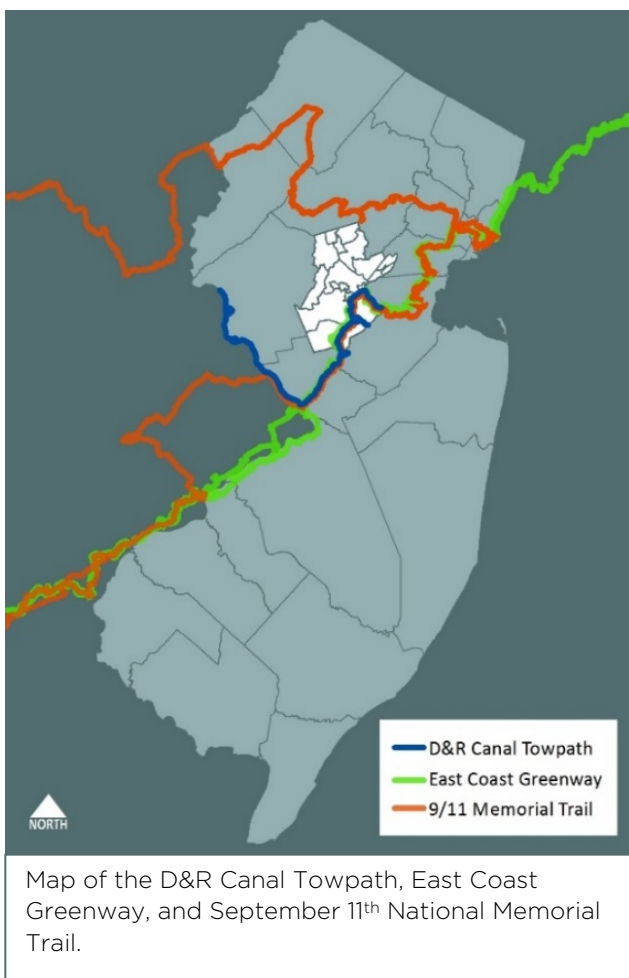 D&R Canal Towpath
East Coast Greenway
9/11 Memorial Trail
NORTH
Map of the D&R Canal Towpath, East Coast
Greenway, and September 11th National Memorial
Trail.